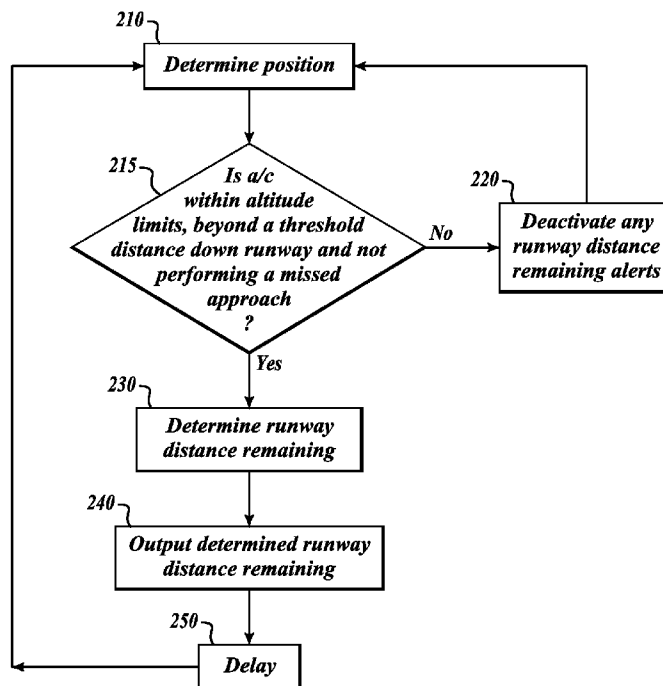 210
Determine position
215
Is a/c
within altitude
limits, beyond a threshold
distance down runway and not
performing a missed
approach
?
No
220
Deactivate any
runway distance
remaining alerts
Yes
230
Determine runway
distance remaining
240
Output determined runway
distance remaining
250
Delay